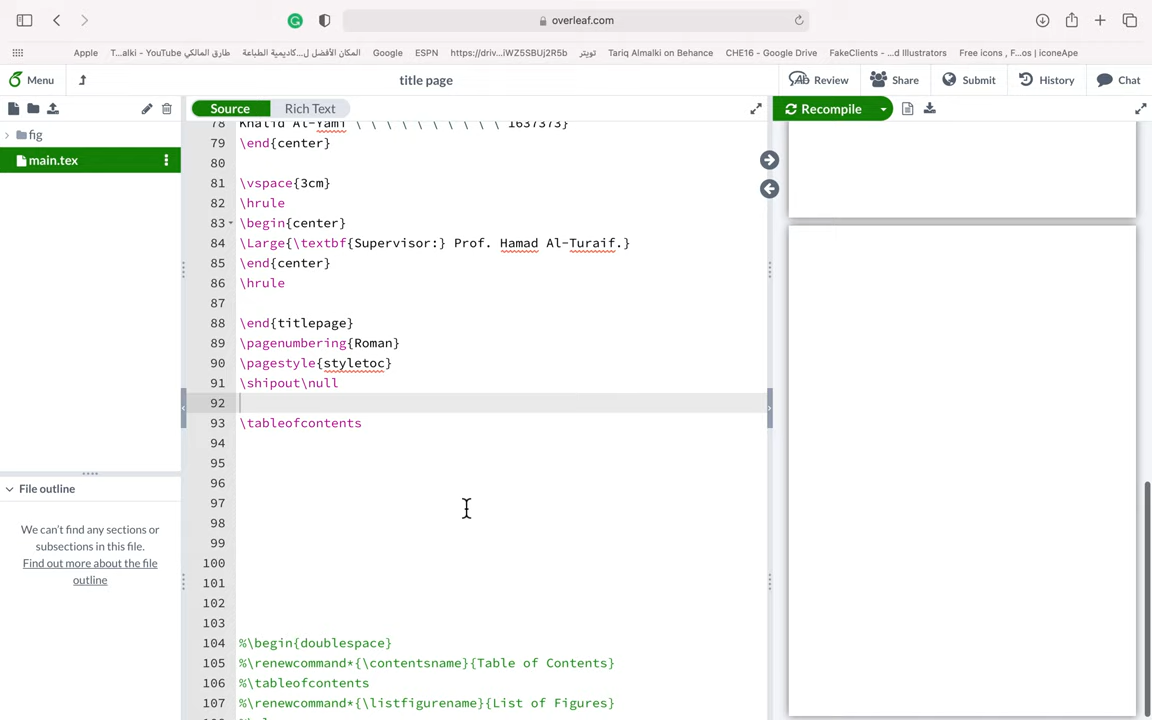 overleaf.com
Apple T...alki - YouTube طارق المالكي المكان الأفضل ل...كاديمية الطباعة Google ESPN https://driv...iWZ5SBUj2R5b تويتر Tariq Almalki on Behance CHE16 - Google Drive FakeClients - ...d Illustrators Free icons , F...os | iconeApe
Menu title page Review Share Submit History Chat
Source Rich Text Recompile
fig
main.tex
78 Khalid Al-Yami \ \ \ \ \ \ \ \ \ \ 1637373}
79 \end{center}
80
81 \vspace{3cm}
82 \hrule
83 \begin{center}
84 \Large{\textbf{Supervisor:} Prof. Hamad Al-Turaif.}
85 \end{center}
86 \hrule
87
88 \end{titlepage}
89 \pagenumbering{Roman}
90 \pagestyle{styletoc}
91 \shipout\null
92
93 \tableofcontents
94
95
96
97
98
99
100
101
102
103
104 %\begin{doublespace}
105 %\renewcommand*{\contentsname}{Table of Contents}
106 %\tableofcontents
107 %\renewcommand*{\listfigurename}{List of Figures}
File outline
We can't find any sections or
subsections in this file.
Find out more about the file
outline